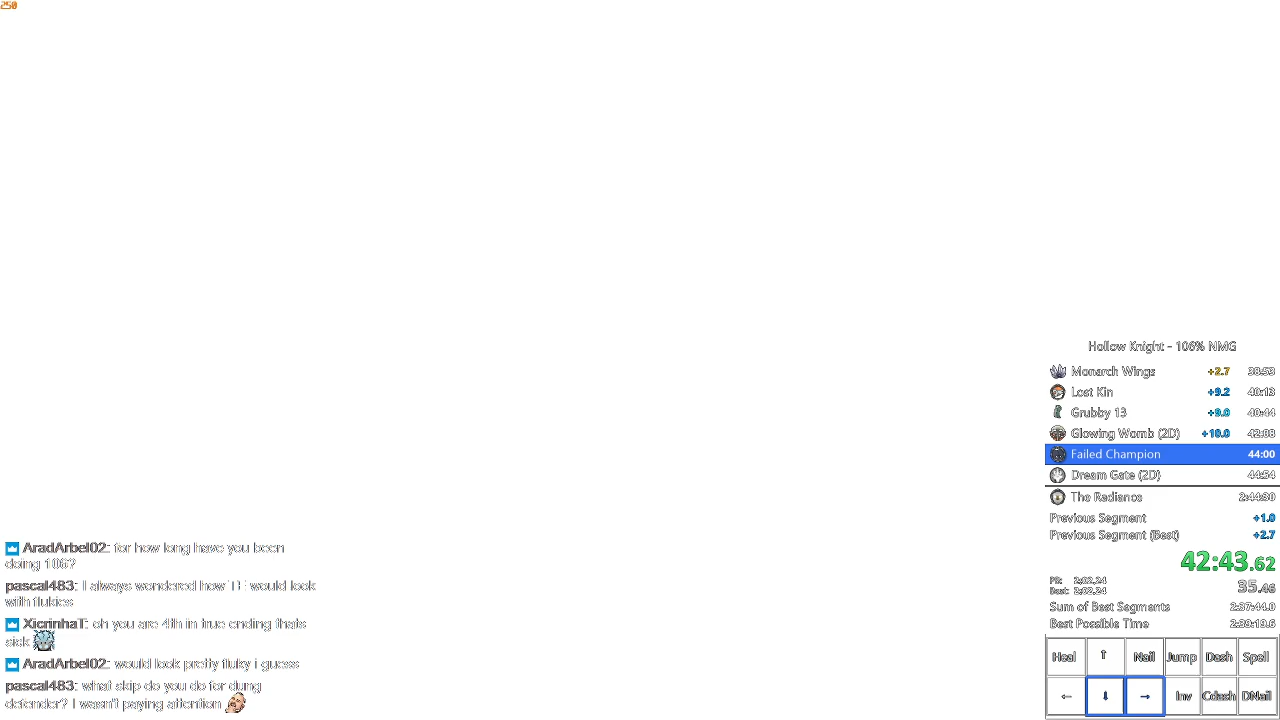 250
Hollow Knight - 106% NMG
Monarch Wings +2.7 38:53
Lost Kin +9.2 40:13
Grubby 13 +9.0 40:44
Glowing Womb (2D) +10.0 42:08
Failed Champion 44:00
Dream Gate (2D) 44:54
The Radiance 2:44:30
Previous Segment +1.0
Previous Segment (Best) +2.7
42:43.62
PB: 2:02.24
Best: 2:02.24
35.46
Sum of Best Segments 2:37:44.0
Best Possible Time 2:39:19.6
Heal ↑ Nail Jump Dash Spell
← ↓ → Inv Cdash DNail
AradArbel02: for how long have you been
doing 106?
pascal483: I always wondered how TE would look
with flukies
XicrinhaT: oh you are 4th in true ending thats
sick
AradArbel02: would look pretty fluky i guess
pascal483: what skip do you do for dung
defender? I wasn't paying attention